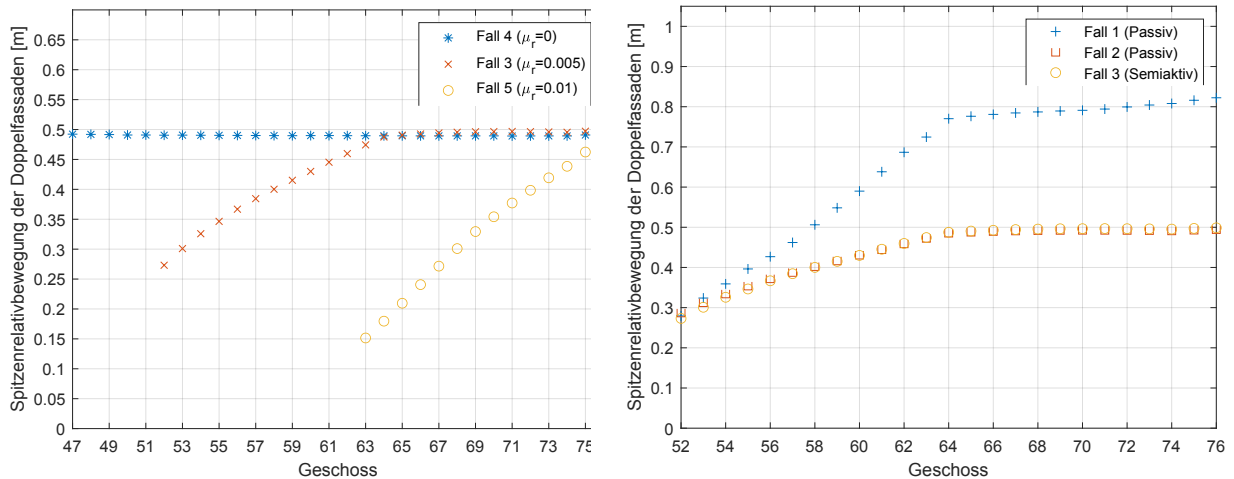 Spitzenrelativbewegung der Doppelfassaden [m]
0.65
0.6
0.55
0.5
0.45
0.4
0.35
0.3
0.25
0.2
0.15
0.1
0.05
0
Fall 4 (μr=0)
Fall 3 (μr=0.005)
Fall 5 (μr=0.01)
47 49 51 53 55 57 59 61 63 65 67 69 71 73 75
Geschoss
Spitzenrelativbewegung der Doppelfassaden [m]
1
0.9
0.8
0.7
0.6
0.5
0.4
0.3
0.2
0.1
0
Fall 1 (Passiv)
Fall 2 (Passiv)
Fall 3 (Semiaktiv)
52 54 56 58 60 62 64 66 68 70 72 74 76
Geschoss